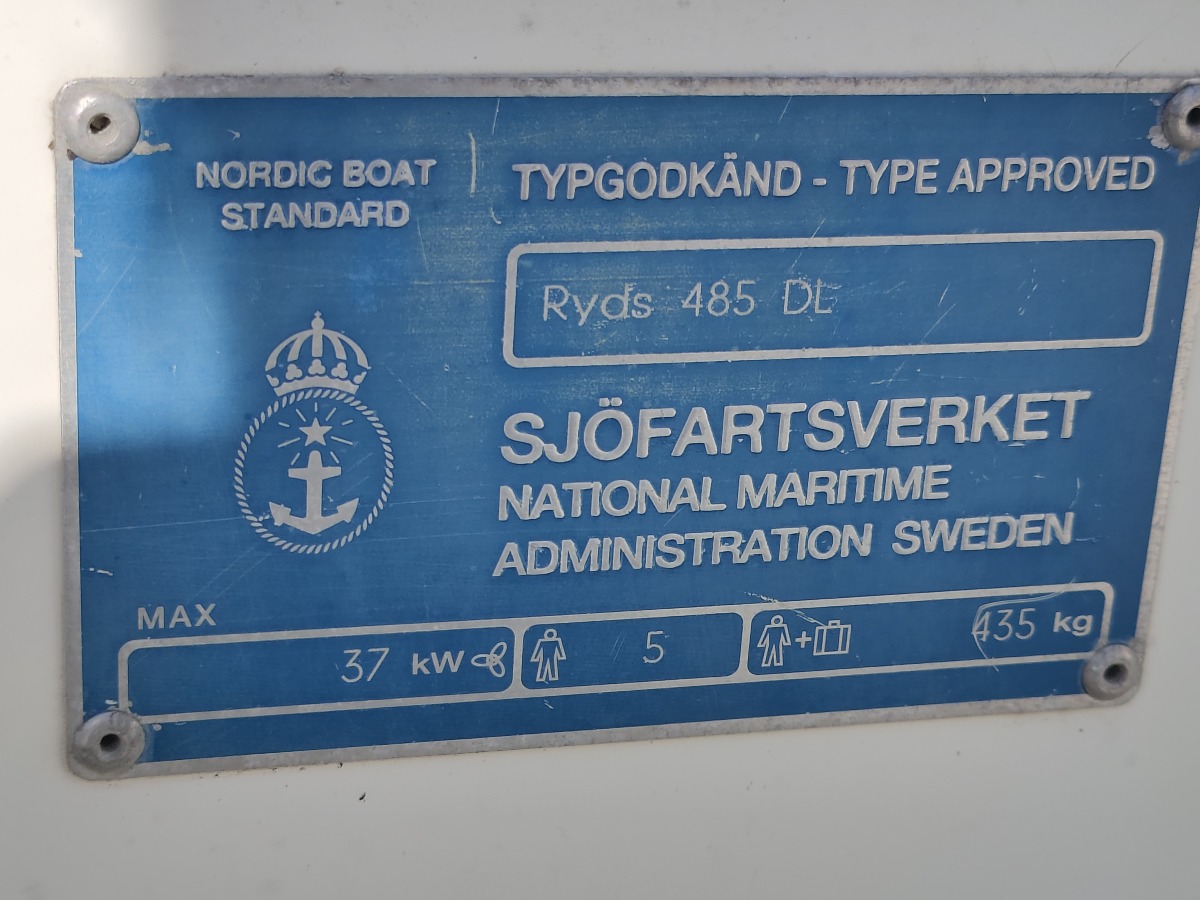 NORDIC BOAT
STANDARD
TYPGODKÄND - TYPE APPROVED
Ryds 485 DL
SJÖFARTSVERKET
NATIONAL MARITIME
ADMINISTRATION SWEDEN
MAX
37 kW
5
+
435 kg